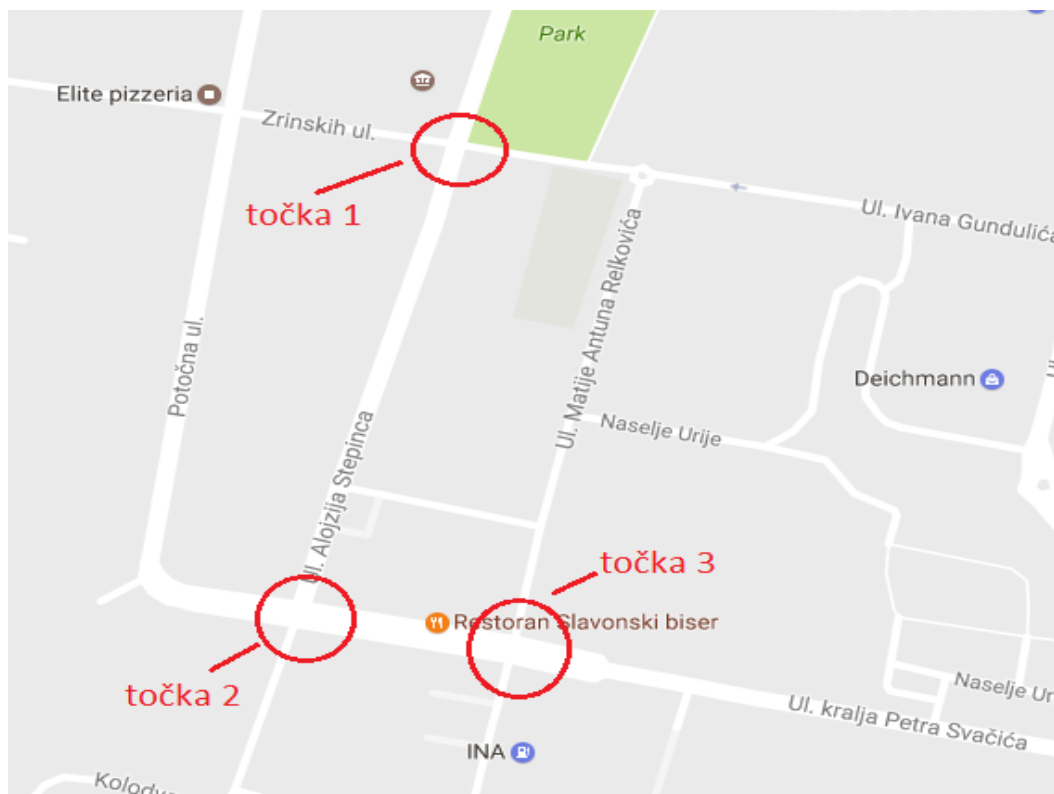 Park
Elite pizzeria
Zrinskih ul.
točka 1
Ul. Ivana Gundulića
Potočna ul.
Ul. Matije Antuna Relkovića
Deichmann
Naselje Urije
Ul. Alojzija Stepinca
točka 3
Restoran Slavonski biser
točka 2
Naselje Ur
Ul. kralja Petra Svačića
INA
Kolodv